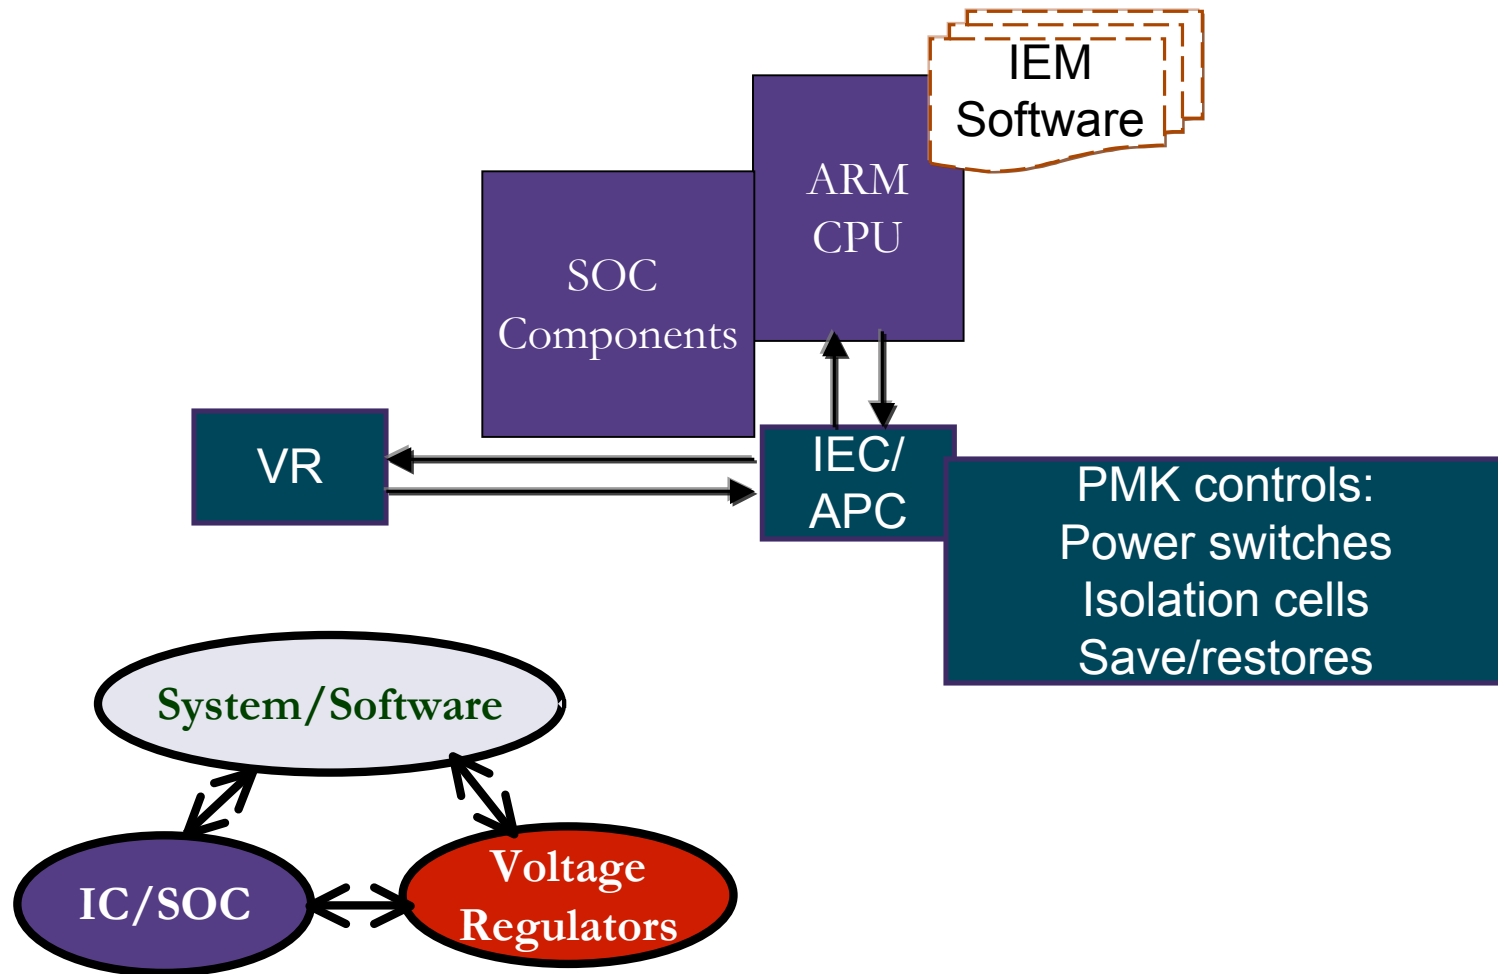 IEM
Software
ARM
CPU
SOC
Components
VR
IEC/
APC
PMK controls:
Power switches
Isolation cells
Save/restores
System/Software
IC/SOC
Voltage
Regulators